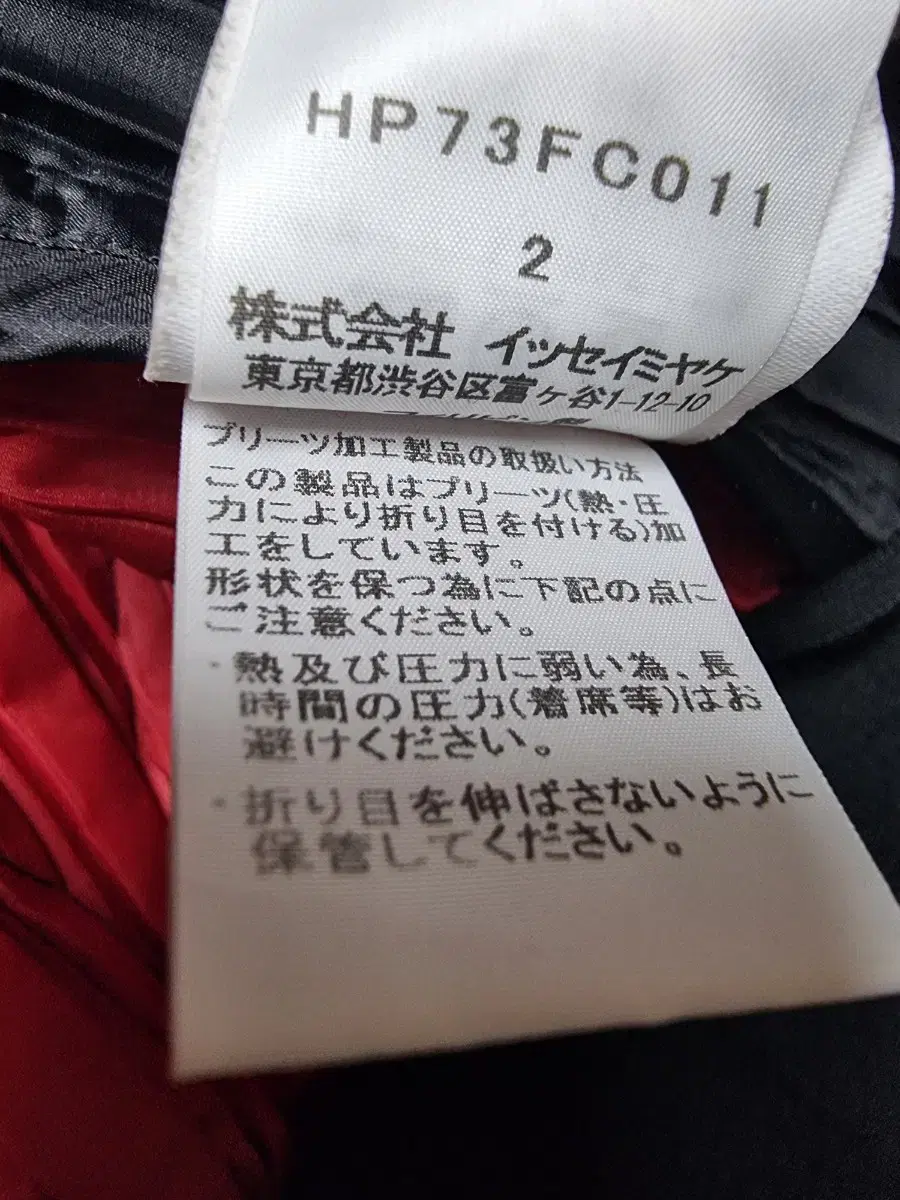 HP73FC011
2
株式会社 イッセイミヤケ
東京都渋谷区富ヶ谷1-12-10
プリーツ加工製品の取扱い方法
この製品はプリーツ(熱・圧
力により折り目を付ける)加
工をしています。
形状を保つ為に下記の点に
ご注意ください。
・熱及び圧力に弱い為、長
時間の圧力(着席等)はお
避けください。
・折り目を伸ばさないように
保管してください。